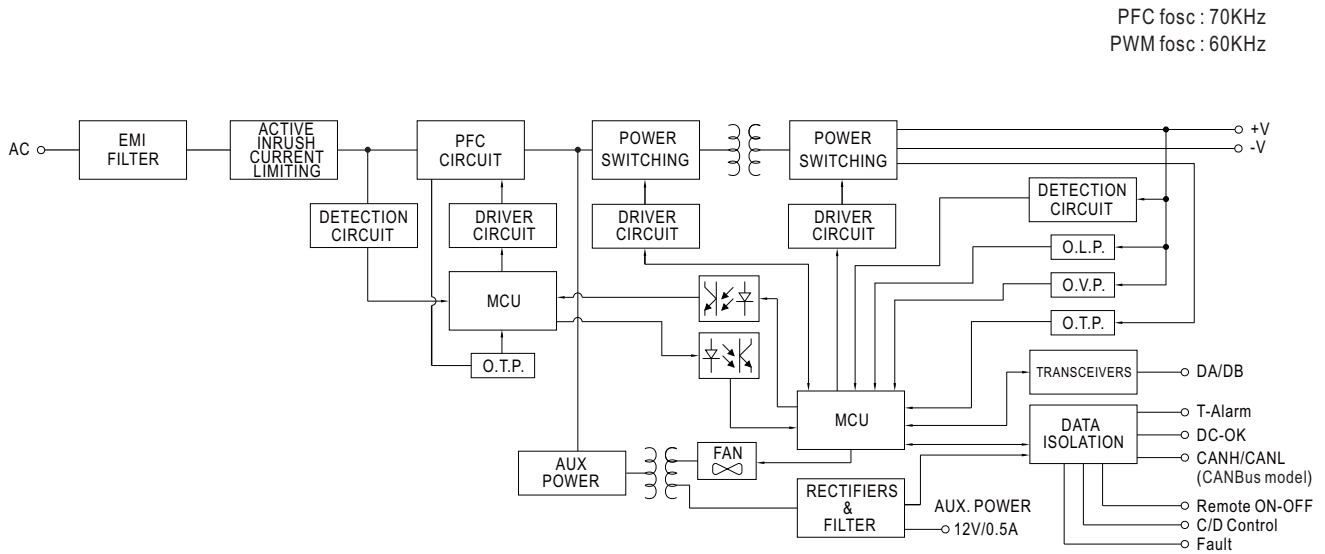 PFC fosc : 70KHz
PWM fosc : 60KHz
AC
EMI
FILTER
ACTIVE
INRUSH
CURRENT
LIMITING
PFC
CIRCUIT
POWER
SWITCHING
POWER
SWITCHING
+V
-V
DETECTION
CIRCUIT
DRIVER
CIRCUIT
DRIVER
CIRCUIT
DRIVER
CIRCUIT
DETECTION
CIRCUIT
O.L.P.
O.V.P.
O.T.P.
MCU
O.T.P.
MCU
TRANSCEIVERS
DA/DB
DATA
ISOLATION
T-Alarm
DC-OK
CANH/CANL
(CANBus model)
Remote ON-OFF
C/D Control
Fault
AUX
POWER
FAN
RECTIFIERS
&
FILTER
AUX. POWER
12V/0.5A